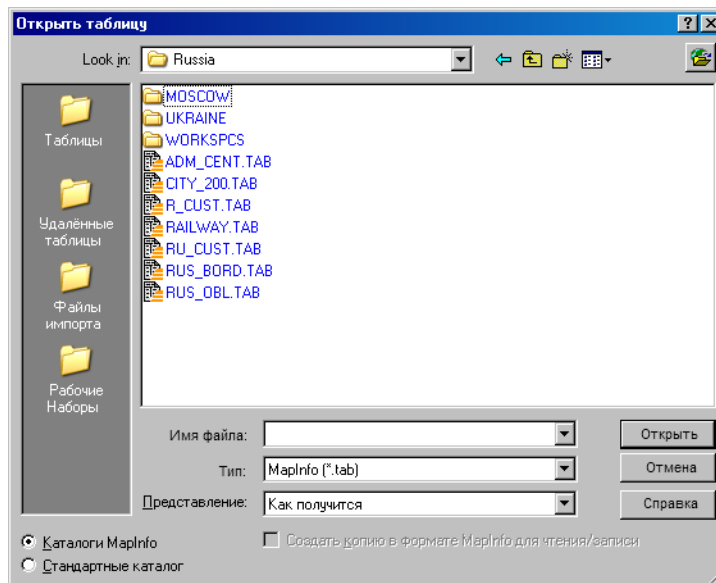 Открыть таблицу
Look in: Russia
Таблицы
Удалённые
таблицы
Файлы
импорта
Рабочие
Наборы
MOSCOW
UKRAINE
WORKSPCS
ADM_CENT.TAB
CITY_200.TAB
R_CUST.TAB
RAILWAY.TAB
RU_CUST.TAB
RUS_BORD.TAB
RUS_OBL.TAB
Имя файла: Открыть
Тип: MapInfo (*.tab) Отмена
Представление: Как получится Справка
Каталоги MapInfo Создать копию в формате MapInfo для чтения/записи
Стандартные каталог